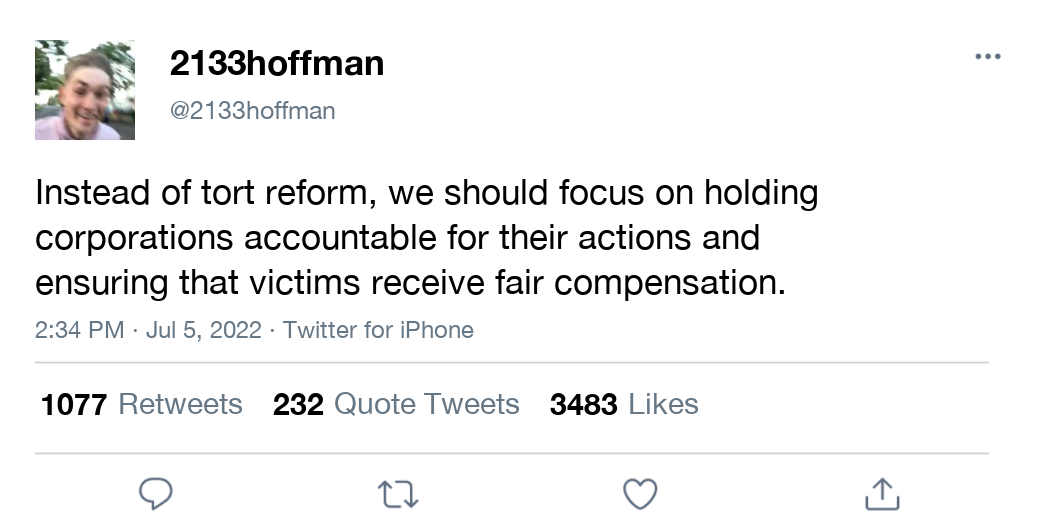 2133hoffman
@2133hoffman
Instead of tort reform, we should focus on holding
corporations accountable for their actions and
ensuring that victims receive fair compensation.
2:34 PM · Jul 5, 2022 · Twitter for iPhone
1077 Retweets 232 Quote Tweets 3483 Likes